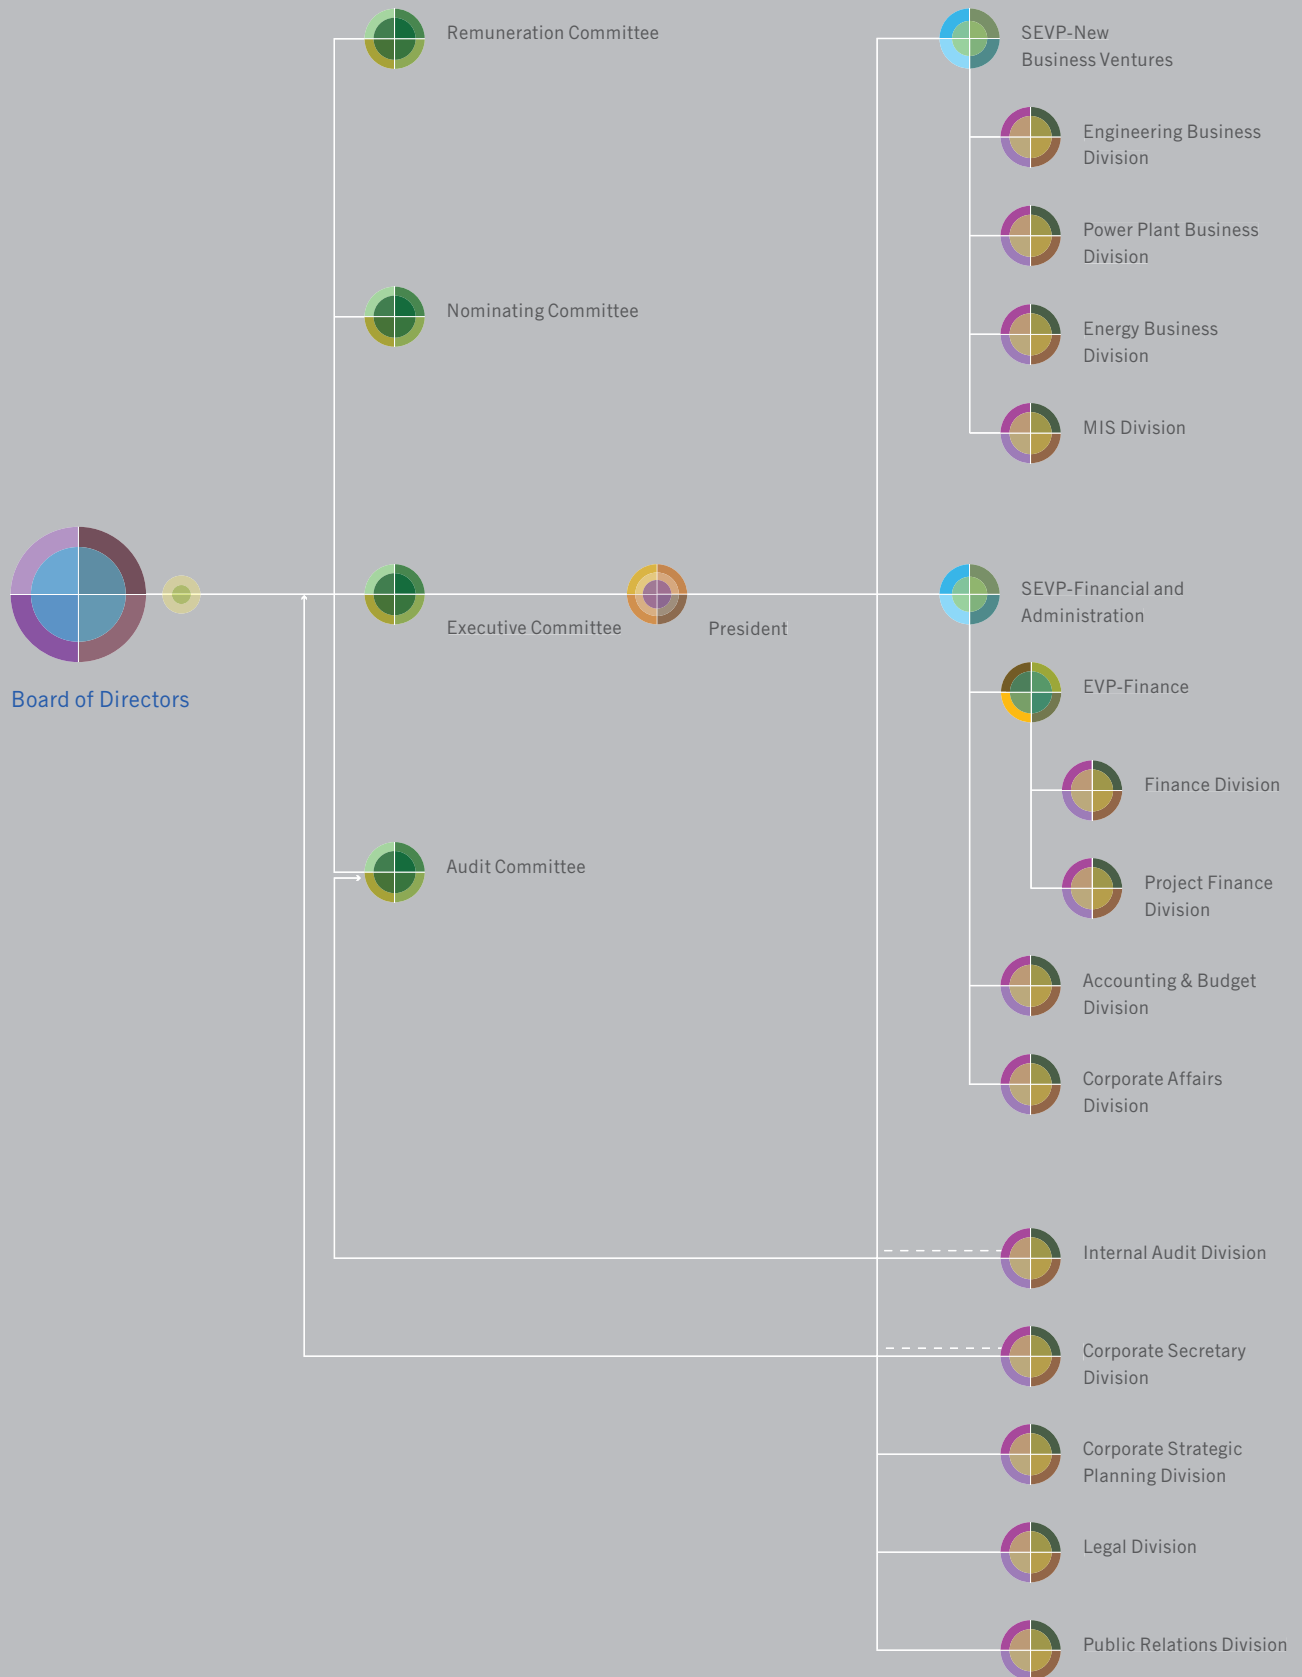 Remuneration Committee
Nominating Committee
Board of Directors
Executive Committee
President
Audit Committee
SEVP-New
Business Ventures
Engineering Business
Division
Power Plant Business
Division
Energy Business
Division
MIS Division
SEVP-Financial and
Administration
EVP-Finance
Finance Division
Project Finance
Division
Accounting & Budget
Division
Corporate Affairs
Division
Internal Audit Division
Corporate Secretary
Division
Corporate Strategic
Planning Division
Legal Division
Public Relations Division